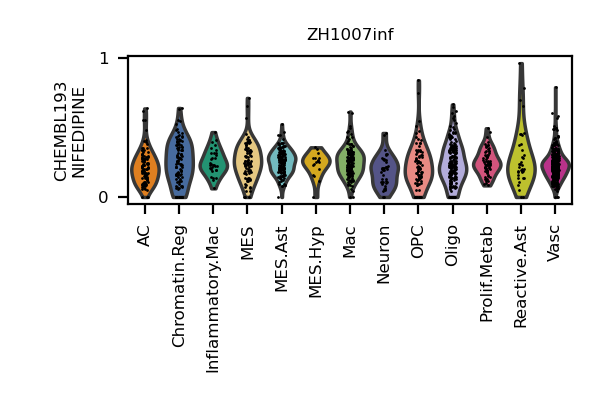 ZH1007inf
CHEMBL193
NIFEDIPINE
1
0
AC
Chromatin.Reg
Inflammatory.Mac
MES
MES.Ast
MES.Hyp
Mac
Neuron
OPC
Oligo
Prolif.Metab
Reactive.Ast
Vasc